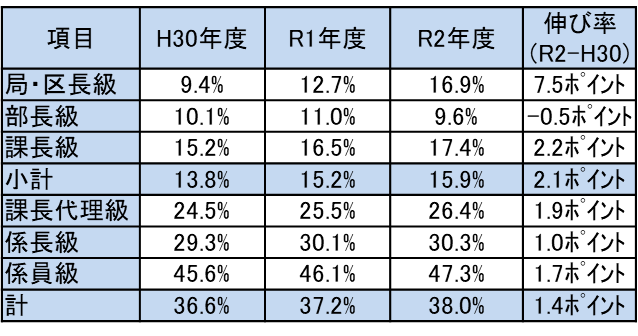 項目 H30年度 R1年度 R2年度 伸び率
(R2-H30)
局・区長級 9.4% 12.7% 16.9% 7.5ﾎﾟｲﾝﾄ
部長級 10.1% 11.0% 9.6% -0.5ﾎﾟｲﾝﾄ
課長級 15.2% 16.5% 17.4% 2.2ﾎﾟｲﾝﾄ
小計 13.8% 15.2% 15.9% 2.1ﾎﾟｲﾝﾄ
課長代理級 24.5% 25.5% 26.4% 1.9ﾎﾟｲﾝﾄ
係長級 29.3% 30.1% 30.3% 1.0ﾎﾟｲﾝﾄ
係員級 45.6% 46.1% 47.3% 1.7ﾎﾟｲﾝﾄ
計 36.6% 37.2% 38.0% 1.4ﾎﾟｲﾝﾄ